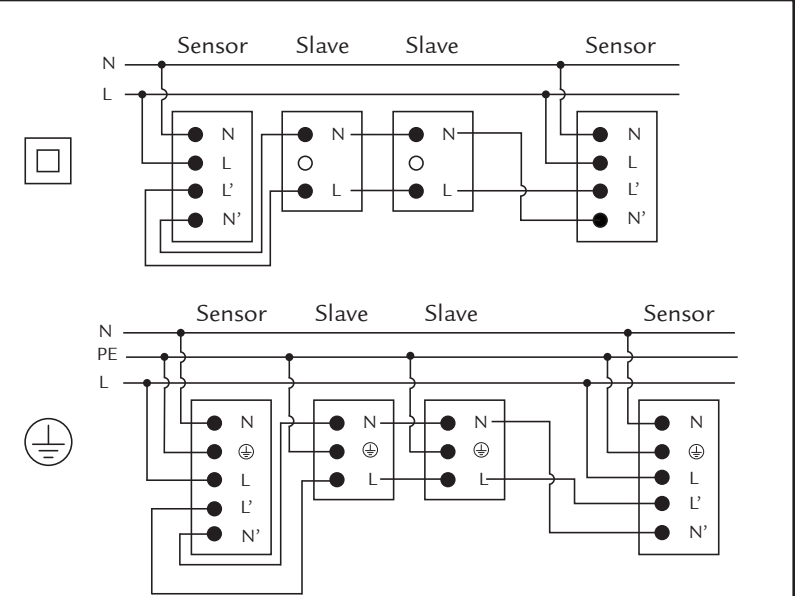 Sensor Slave Slave Sensor
N
L
N N N N
L L
L’ L L L’
N’ N’
Sensor Slave Slave Sensor
N
PE
L
N N N N
L L L L
L’ L’
N’ N’